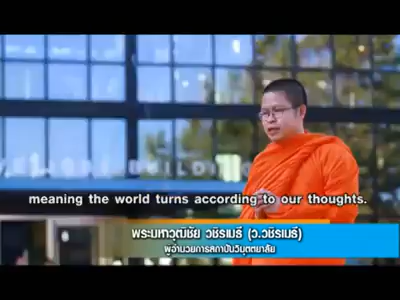 meaning the world turns according to our thoughts.
พระมหาวุฒิชัย วชิรเมธี (ว.วชิรเมธี)
ผู้อำนวยการสถาบันวิมุตตยาลัย